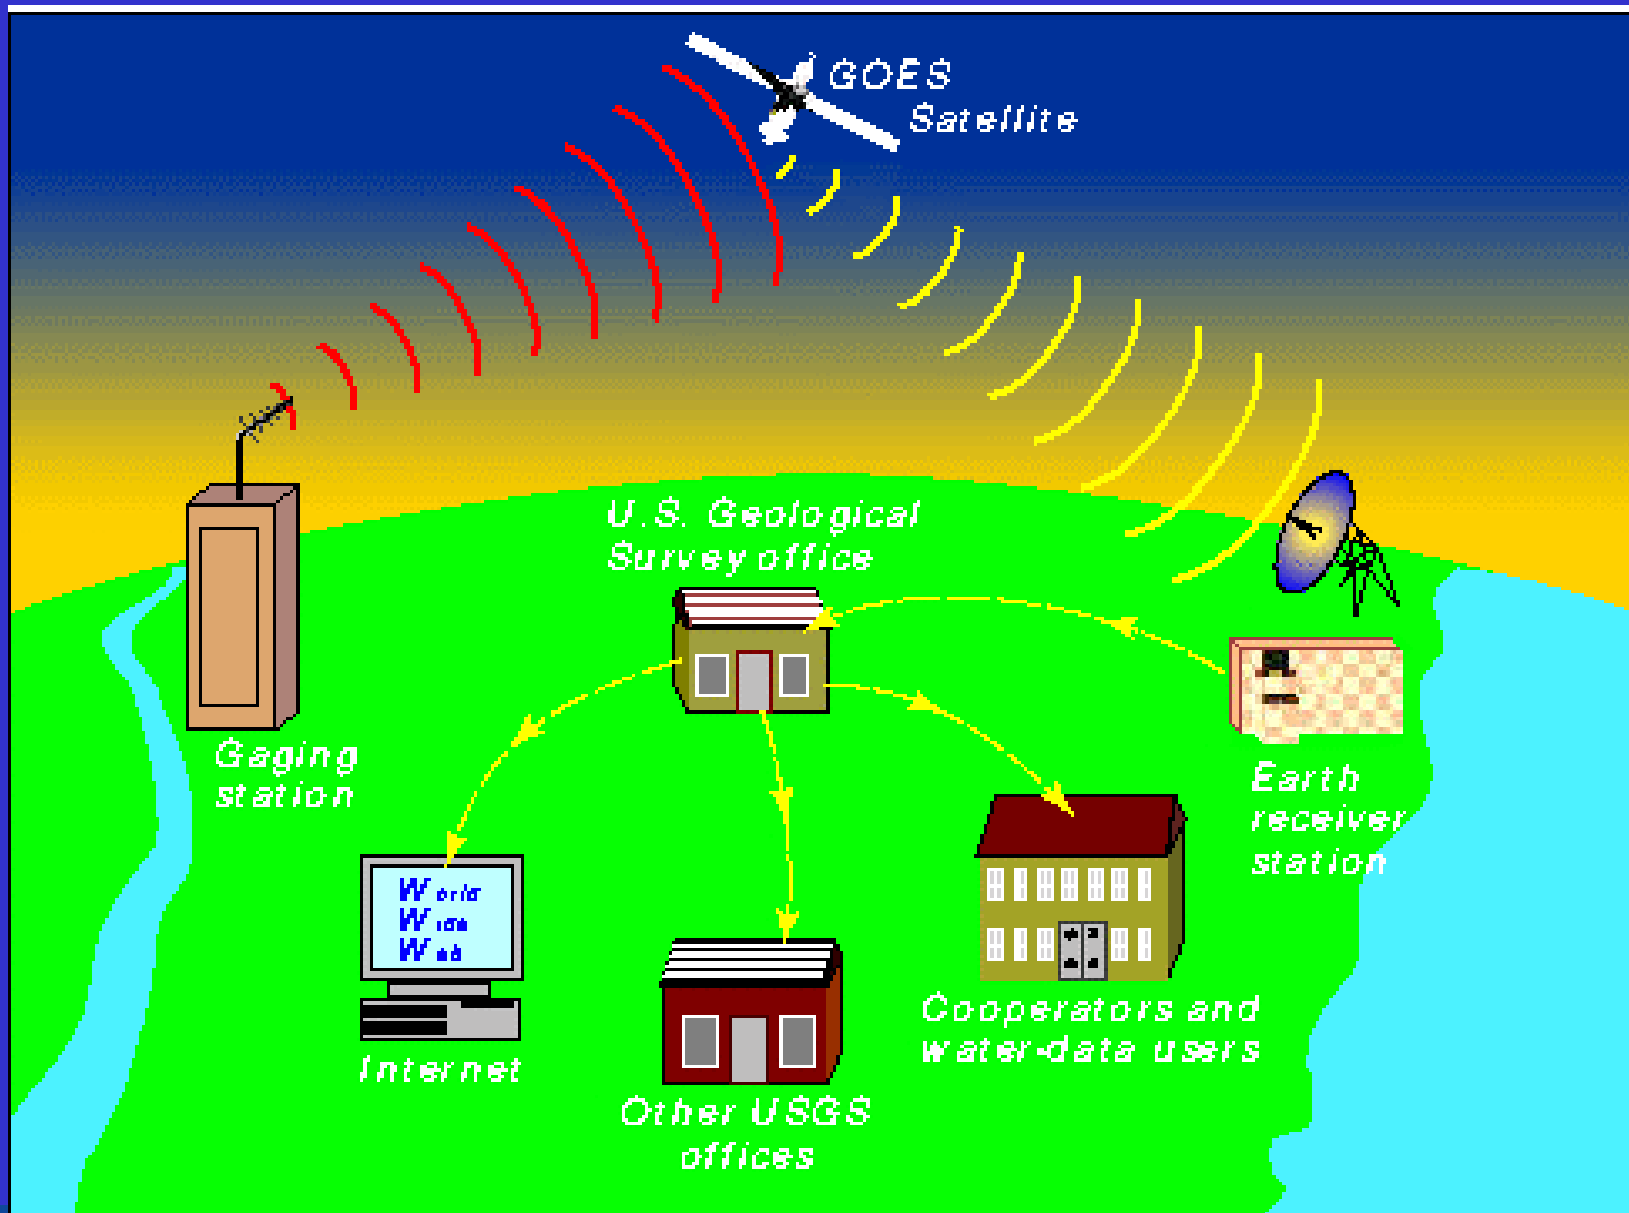 GOES
Satellite
U.S. Geological
Survey office
Gaging
station
Earth
receiver
station
World
Wide
Web
Internet
Cooperators and
water-data users
Other USGS
offices